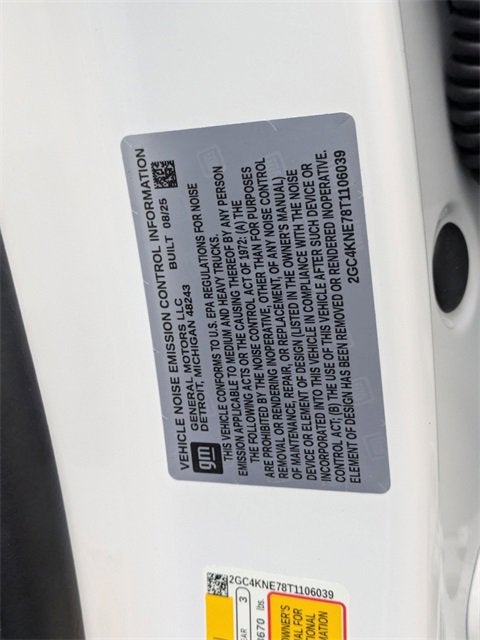 VEHICLE NOISE EMISSION CONTROL INFORMATION
GENERAL MOTORS LLC
DETROIT, MICHIGAN 48243
BUILT 08/25
gm
THIS VEHICLE CONFORMS TO U.S. EPA REGULATIONS FOR NOISE
EMISSION APPLICABLE TO MEDIUM AND HEAVY TRUCKS.
THE FOLLOWING ACTS OR THE CAUSING THEREOF BY ANY PERSON
ARE PROHIBITED BY THE NOISE CONTROL ACT OF 1972: (A) THE
REMOVAL OR RENDERING INOPERATIVE, OTHER THAN FOR PURPOSES
OF MAINTENANCE, REPAIR, OR REPLACEMENT, OF ANY NOISE CONTROL
DEVICE OR ELEMENT OF DESIGN (LISTED IN THE OWNER'S MANUAL)
INCORPORATED INTO THIS VEHICLE IN COMPLIANCE WITH THE NOISE
CONTROL ACT; (B) THE USE OF THIS VEHICLE AFTER SUCH DEVICE OR
ELEMENT OF DESIGN HAS BEEN REMOVED OR RENDERED INOPERATIVE.
2GC4KNE78T1106039
2GC4KNE78T1106039
3
lbs.
OWNER'S